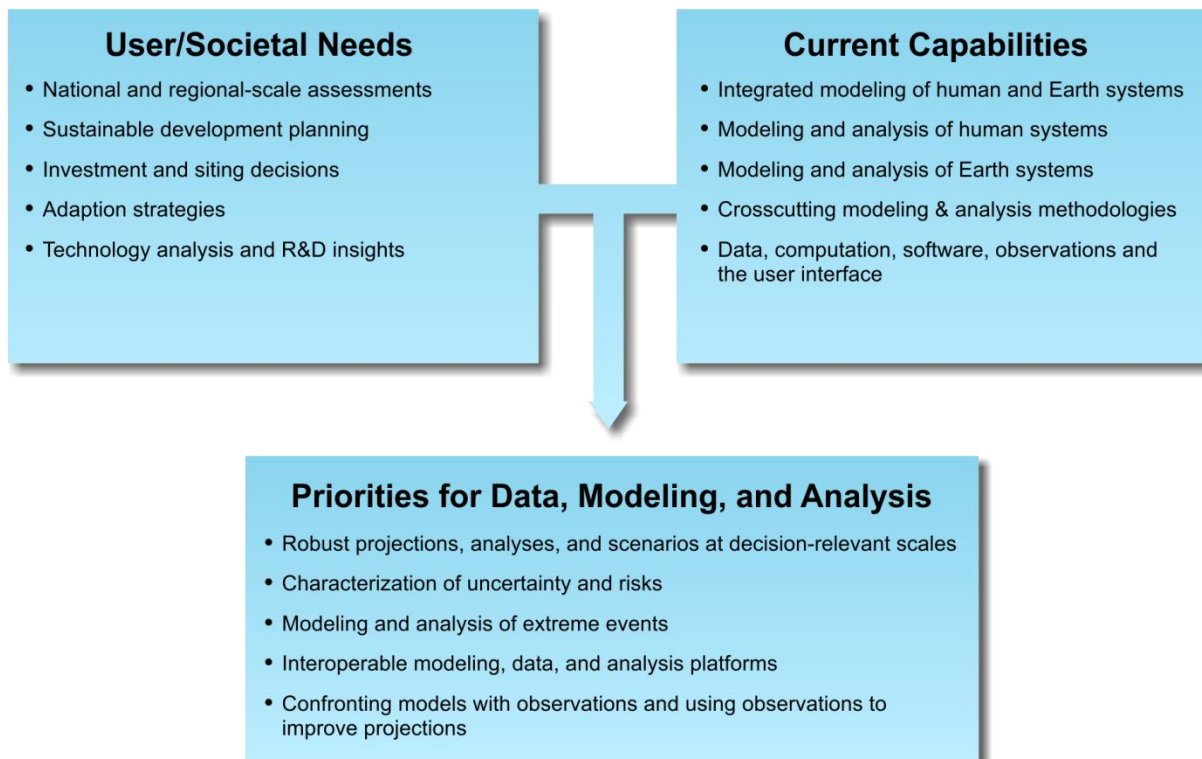 User/Societal Needs
• National and regional-scale assessments
• Sustainable development planning
• Investment and siting decisions
• Adaption strategies
• Technology analysis and R&D insights
Current Capabilities
• Integrated modeling of human and Earth systems
• Modeling and analysis of human systems
• Modeling and analysis of Earth systems
• Crosscutting modeling & analysis methodologies
• Data, computation, software, observations and
the user interface
Priorities for Data, Modeling, and Analysis
• Robust projections, analyses, and scenarios at decision-relevant scales
• Characterization of uncertainty and risks
• Modeling and analysis of extreme events
• Interoperable modeling, data, and analysis platforms
• Confronting models with observations and using observations to
improve projections